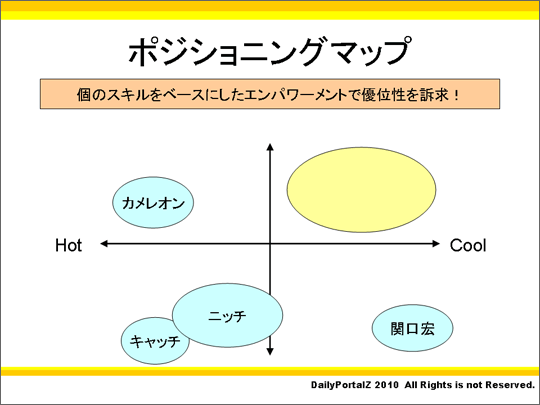 ポジショニングマップ
個のスキルをベースにしたエンパワーメントで優位性を訴求！
カメレオン
Hot
Cool
ニッチ
キャッチ
関口宏
DailyPortalZ 2010 All Rights is not Reserved.